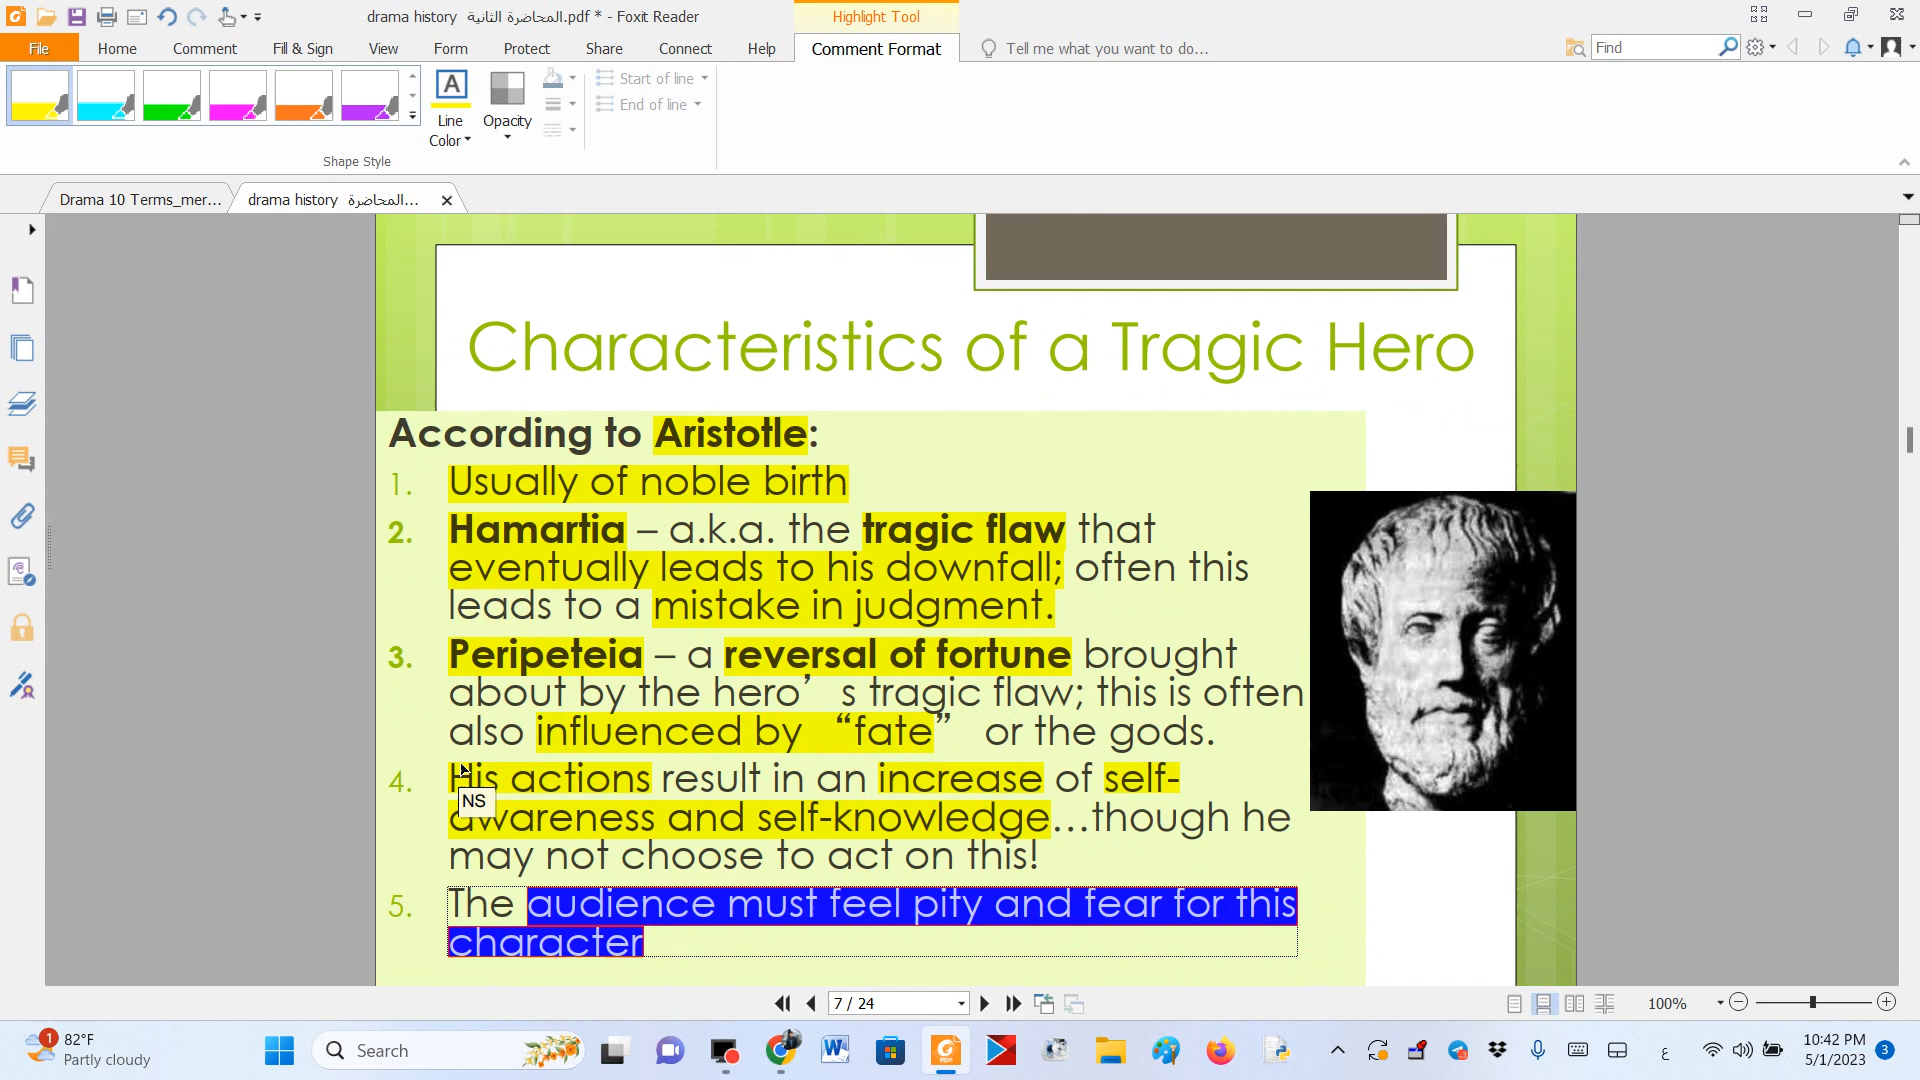 drama history المحاضرة الثانية.pdf * - Foxit Reader
Highlight Tool
File Home Comment Fill & Sign View Form Protect Share Connect Help Comment Format Tell me what you want to do... Find
Line Color
Opacity
Start of line
End of line
Shape Style
Drama 10 Terms_mer...
drama history المحاضرة...
Characteristics of a Tragic Hero
According to Aristotle:
1. Usually of noble birth
2. Hamartia – a.k.a. the tragic flaw that
eventually leads to his downfall; often this
leads to a mistake in judgment.
3. Peripeteia – a reversal of fortune brought
about by the hero’s tragic flaw; this is often
also influenced by “fate” or the gods.
4. His actions result in an increase of self-
NS
awareness and self-knowledge…though he
may not choose to act on this!
5. The audience must feel pity and fear for this
character
7 / 24
100%
1
82°F
Partly cloudy
Search
ع
10:42 PM
5/1/2023
3